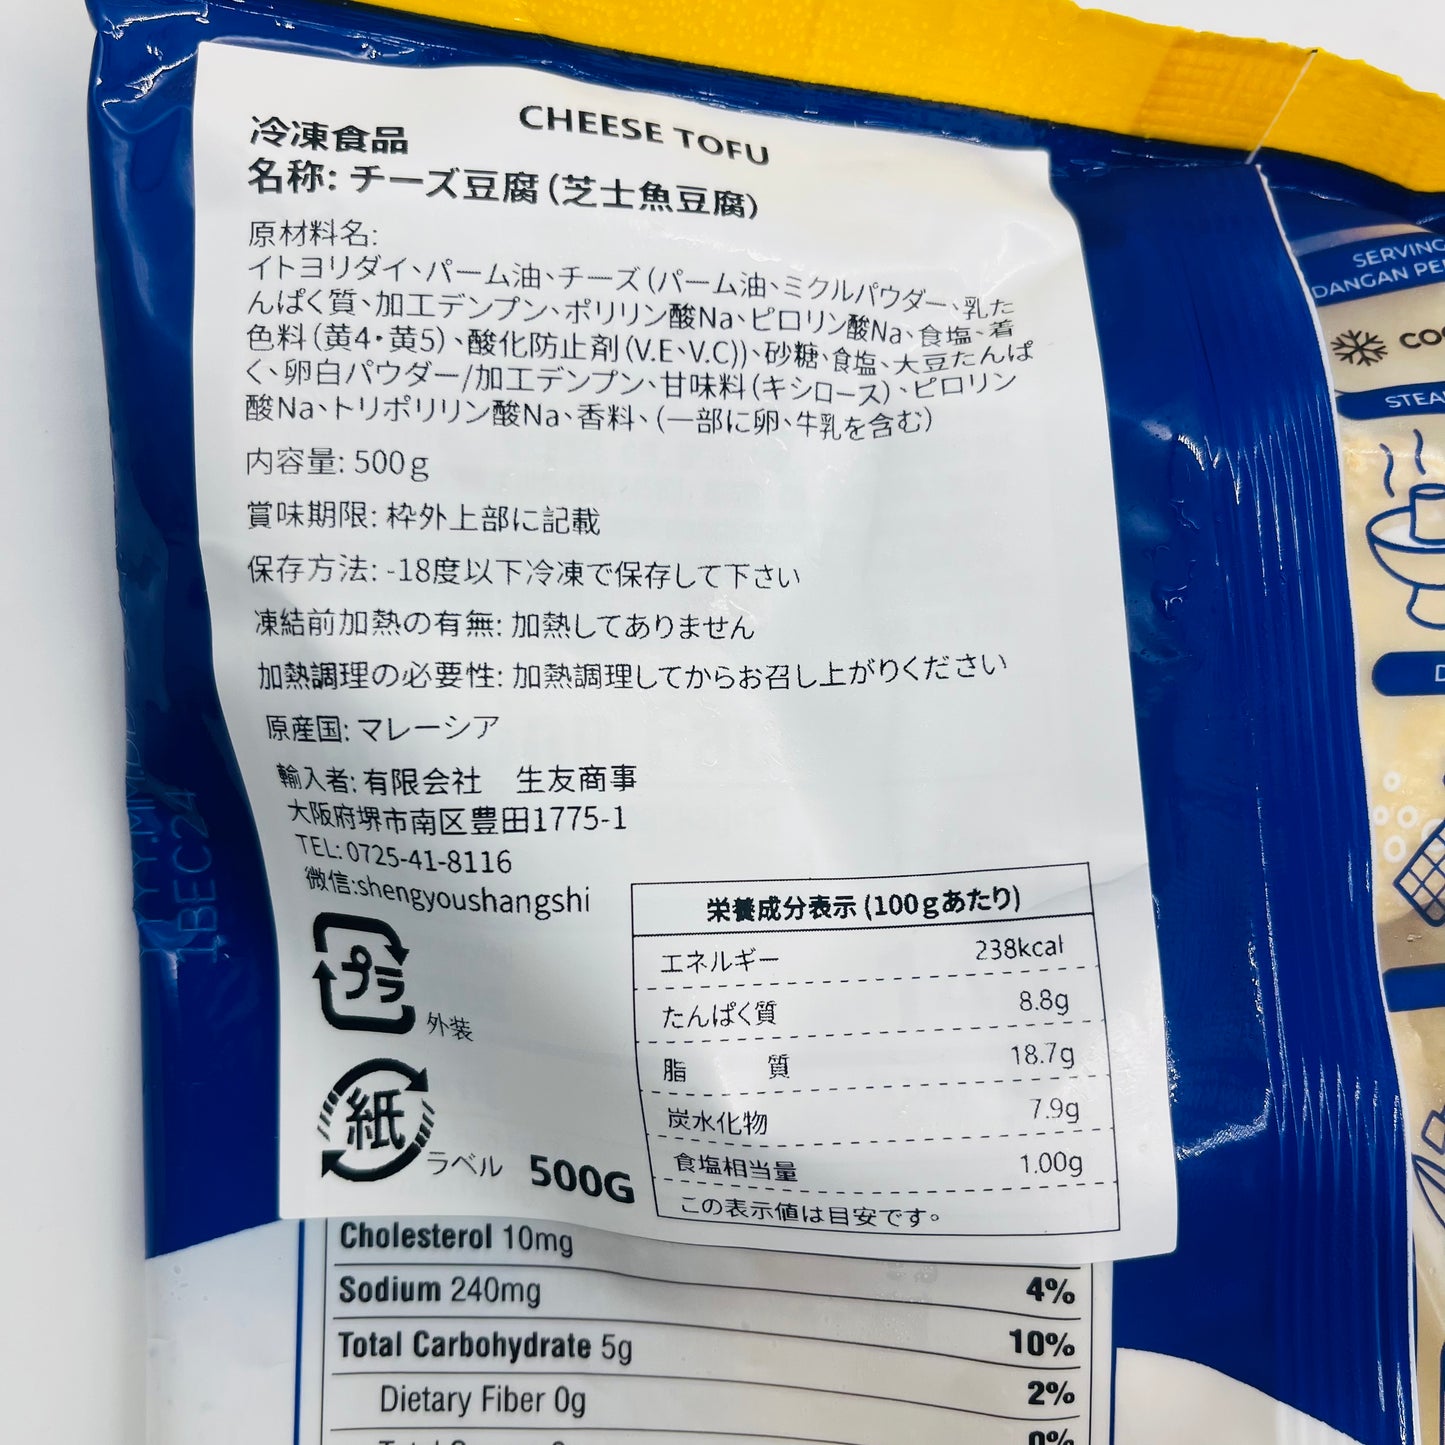 CHEESE TOFU
冷凍食品
名称: チーズ豆腐(芝士魚豆腐)
原材料名:
イトヨリダイ、パーム油、チーズ(パーム油、ミクルパウダー、乳た
んぱく質、加工デンプン、ポリリン酸Na、ピロリン酸Na、食塩、着
色料(黄4・黄5)、酸化防止剤(V.E、V.C))、砂糖、食塩、大豆たんぱ
く、卵白パウダー/加工デンプン、甘味料(キシロース)、ピロリン
酸Na、トリポリリン酸Na、香料、(一部に卵、牛乳を含む)
内容量: 500g
賞味期限: 枠外上部に記載
保存方法: -18度以下冷凍で保存して下さい
凍結前加熱の有無: 加熱してありません
加熱調理の必要性: 加熱調理してからお召し上がりください
原産国: マレーシア
輸入者: 有限会社 生友商事
大阪府堺市南区豊田1775-1
TEL: 0725-41-8116
微信:shengyoushangshi
プラ
外装
紙
ラベル
500G
栄養成分表示 (100gあたり)
エネルギー 238kcal
たんぱく質 8.8g
脂 質 18.7g
炭水化物 7.9g
食塩相当量 1.00g
この表示値は目安です。
Cholesterol 10mg
4%
Sodium 240mg
10%
Total Carbohydrate 5g
2%
Dietary Fiber 0g
0%
SERVING
DANGAN